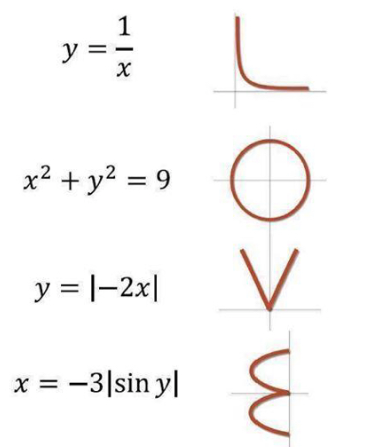 y = 1/x
x² + y² = 9
y = |−2x|
x = −3|sin y|